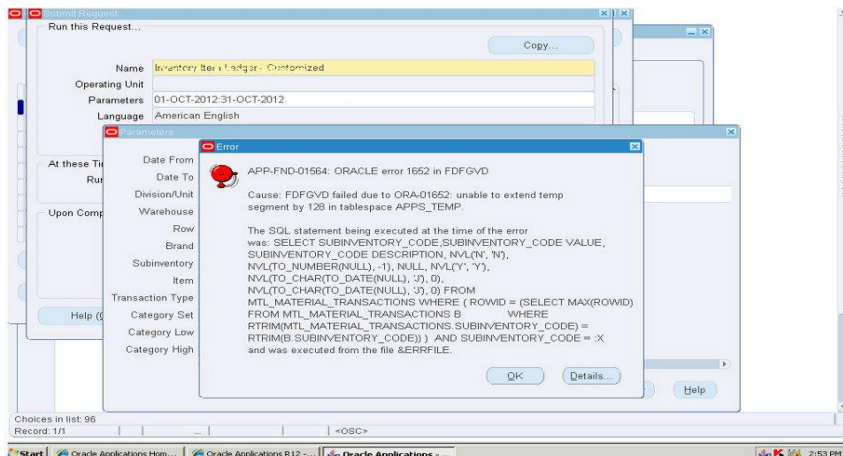 Submit Request
Run this Request...
Copy...
Name
Inventory Item Ledger - Customized
Operating Unit
Parameters
01-OCT-2012:31-OCT-2012
Language
American English
Parameters
Error
At these Ti
Run
Upon Comp
Help (
Date From
Date To
Division/Unit
Warehouse
Row
Brand
Subinventory
Item
Transaction Type
Category Set
Category Low
Category High
APP-FND-01564: ORACLE error 1652 in FDFGVD
Cause: FDFGVD failed due to ORA-01652: unable to extend temp
segment by 128 in tablespace APPS_TEMP.
The SQL statement being executed at the time of the error
was: SELECT SUBINVENTORY_CODE,SUBINVENTORY_CODE VALUE,
SUBINVENTORY_CODE DESCRIPTION, NVL('N', 'N'),
NVL(TO_NUMBER(NULL), -1), NULL, NVL('Y', 'Y'),
NVL(TO_CHAR(TO_DATE(NULL), 'J'), 0),
NVL(TO_CHAR(TO_DATE(NULL), 'J'), 0) FROM
MTL_MATERIAL_TRANSACTIONS WHERE ( ROWID = (SELECT MAX(ROWID)
FROM MTL_MATERIAL_TRANSACTIONS B WHERE
RTRIM(MTL_MATERIAL_TRANSACTIONS.SUBINVENTORY_CODE) =
RTRIM(B.SUBINVENTORY_CODE)) ) AND SUBINVENTORY_CODE = :X
and was executed from the file &ERRFILE.
OK
Details...
Help
Choices in list: 96
Record: 1/1
...
<OSC>
Start
Oracle Applications Hom...
Oracle Applications R12 -...
Oracle Applications -...
2:53 PM